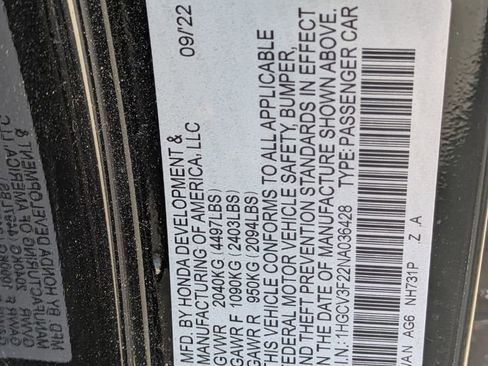 MFD. BY HONDA DEVELOPMENT & 09/22
MANUFACTURING OF AMERICA, LLC
GVWR 2040KG (4497LBS)
GAWR F 1090KG (2403LBS)
GAWR R 950KG (2094LBS)
THIS VEHICLE CONFORMS TO ALL APPLICABLE
FEDERAL MOTOR VEHICLE SAFETY, BUMPER,
AND THEFT PREVENTION STANDARDS IN EFFECT
ON THE DATE OF MANUFACTURE SHOWN ABOVE.
V.I.N.: 1HGCV3F22NA036428 TYPE: PASSENGER CAR
VAN AG6 NH731P Z A